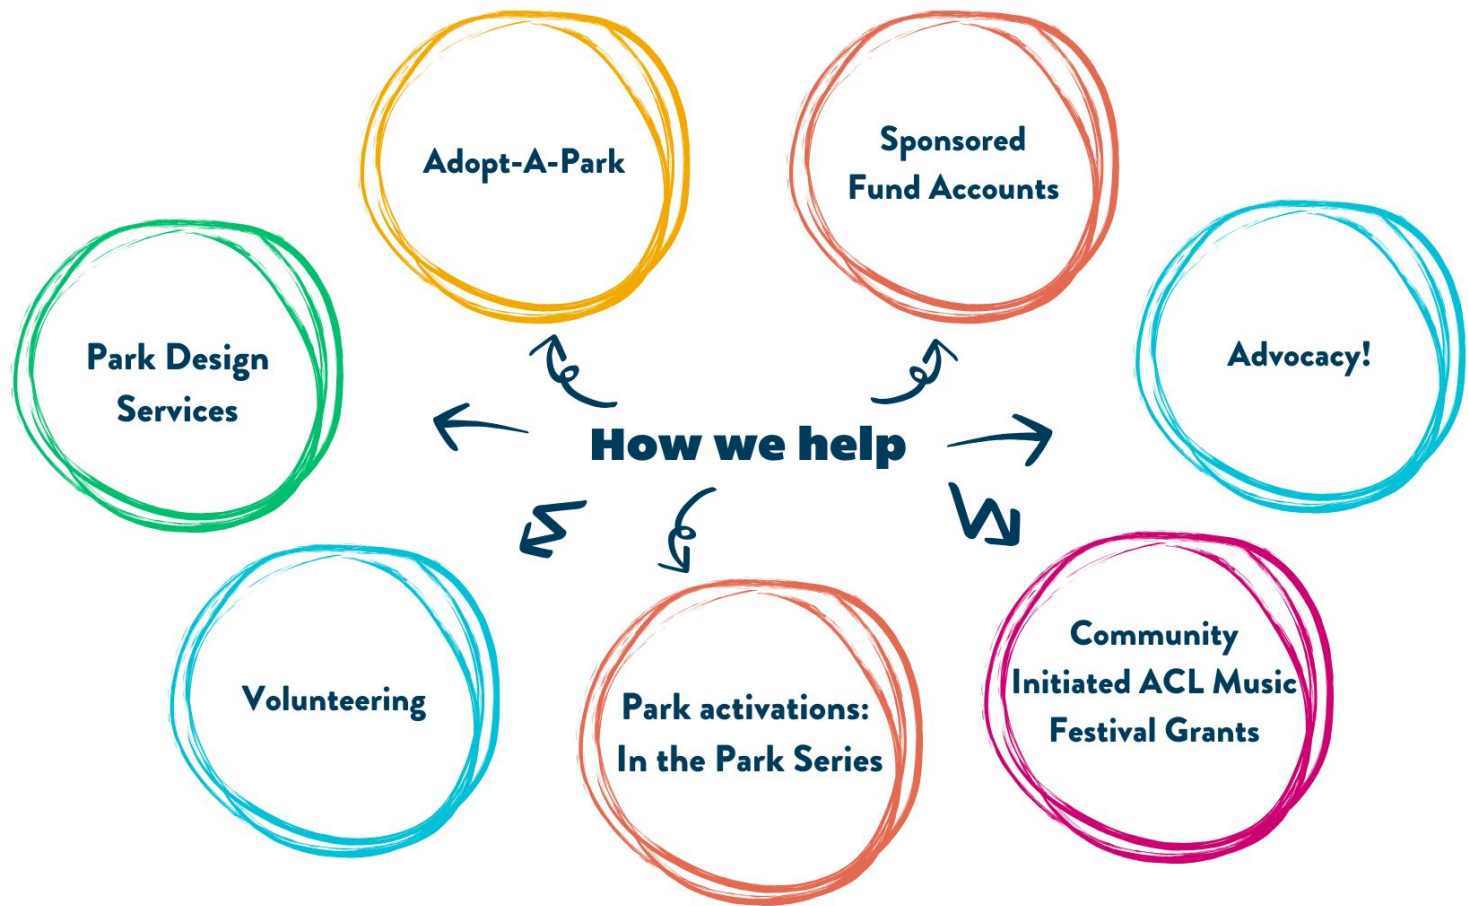 Adopt-A-Park
Sponsored
Fund Accounts
Park Design
Services
Advocacy!
How we help
Volunteering
Park activations:
In the Park Series
Community
Initiated ACL Music
Festival Grants